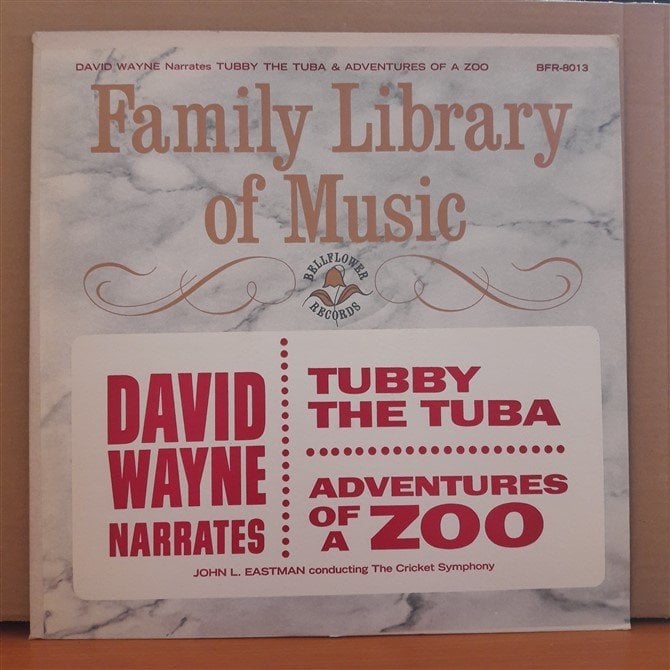 DAVID WAYNE Narrates TUBBY THE TUBA & ADVENTURES OF A ZOO BFR-8013
Family Library
of Music
BELLFLOWER
RECORDS
DAVID
WAYNE
NARRATES
TUBBY
THE TUBA
ADVENTURES
OF
A ZOO
JOHN L. EASTMAN conducting The Cricket Symphony